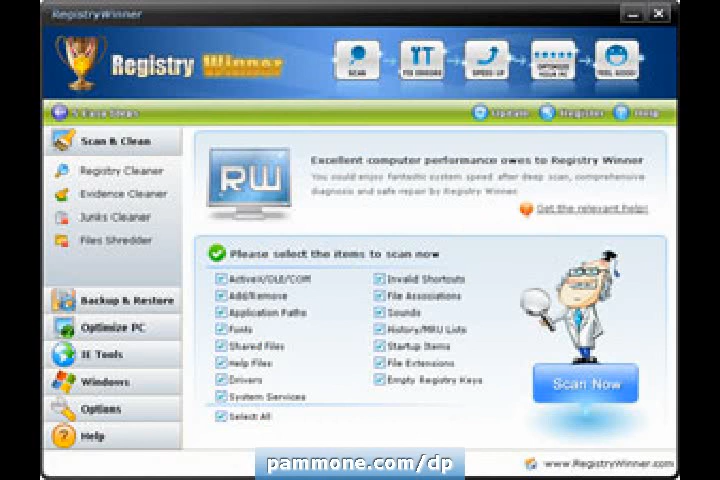 RegistryWinner
Registry Winner
SCAN
FIX ERRORS
SPEED UP
OPTIMIZE YOUR PC
FEEL GOOD!
5 Easy Steps
Update
Register
Help
Scan & Clean
Registry Cleaner
Evidence Cleaner
Junks Cleaner
Files Shredder
Backup & Restore
Optimize PC
IE Tools
Windows
Options
Help
RW
Excellent computer performance owes to Registry Winner
You could enjoy fantastic system speed after deep scan, comprehensive
diagnosis and safe repair by Registry Winner.
Get the relevant help!
Please select the items to scan now
ActiveX/OLE/COM
Add/Remove
Application Paths
Fonts
Shared Files
Help Files
Drivers
System Services
Select All
Invalid Shortcuts
File Associations
Sounds
History/MRU Lists
Startup Items
File Extensions
Empty Registry Keys
Scan Now
www.RegistryWinner.com
pammone.com/dp